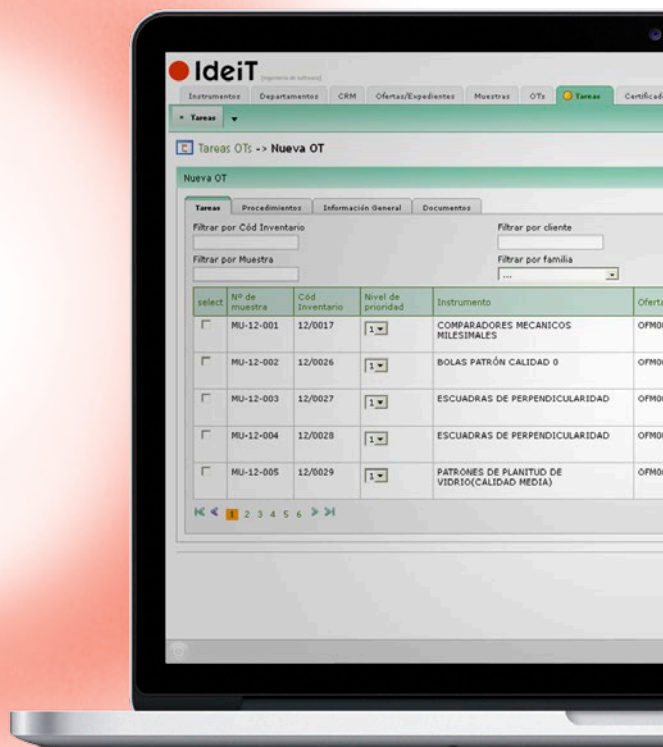 IdeiT
[Ingeniería de software]
Instrumentos Departamentos CRM Ofertas/Expedientes Muestras OTs Tareas
Tareas
Tareas OTs -> Nueva OT
Nueva OT
Tareas Procedimientos Información General Documentos
Filtrar por Cód Inventario Filtrar por cliente
Filtrar por Muestra Filtrar por familia
...
select Nº de muestra Cód Inventario Nivel de prioridad Instrumento
MU-12-001 12/0017 1 COMPARADORES MECANICOS
MILESIMALES
MU-12-002 12/0026 1 BOLAS PATRÓN CALIDAD 0
MU-12-003 12/0027 1 ESCUADRAS DE PERPENDICULARIDAD
MU-12-004 12/0028 1 ESCUADRAS DE PERPENDICULARIDAD
MU-12-005 12/0029 1 PATRONES DE PLANITUD DE
VIDRIO(CALIDAD MEDIA)
1 2 3 4 5 6